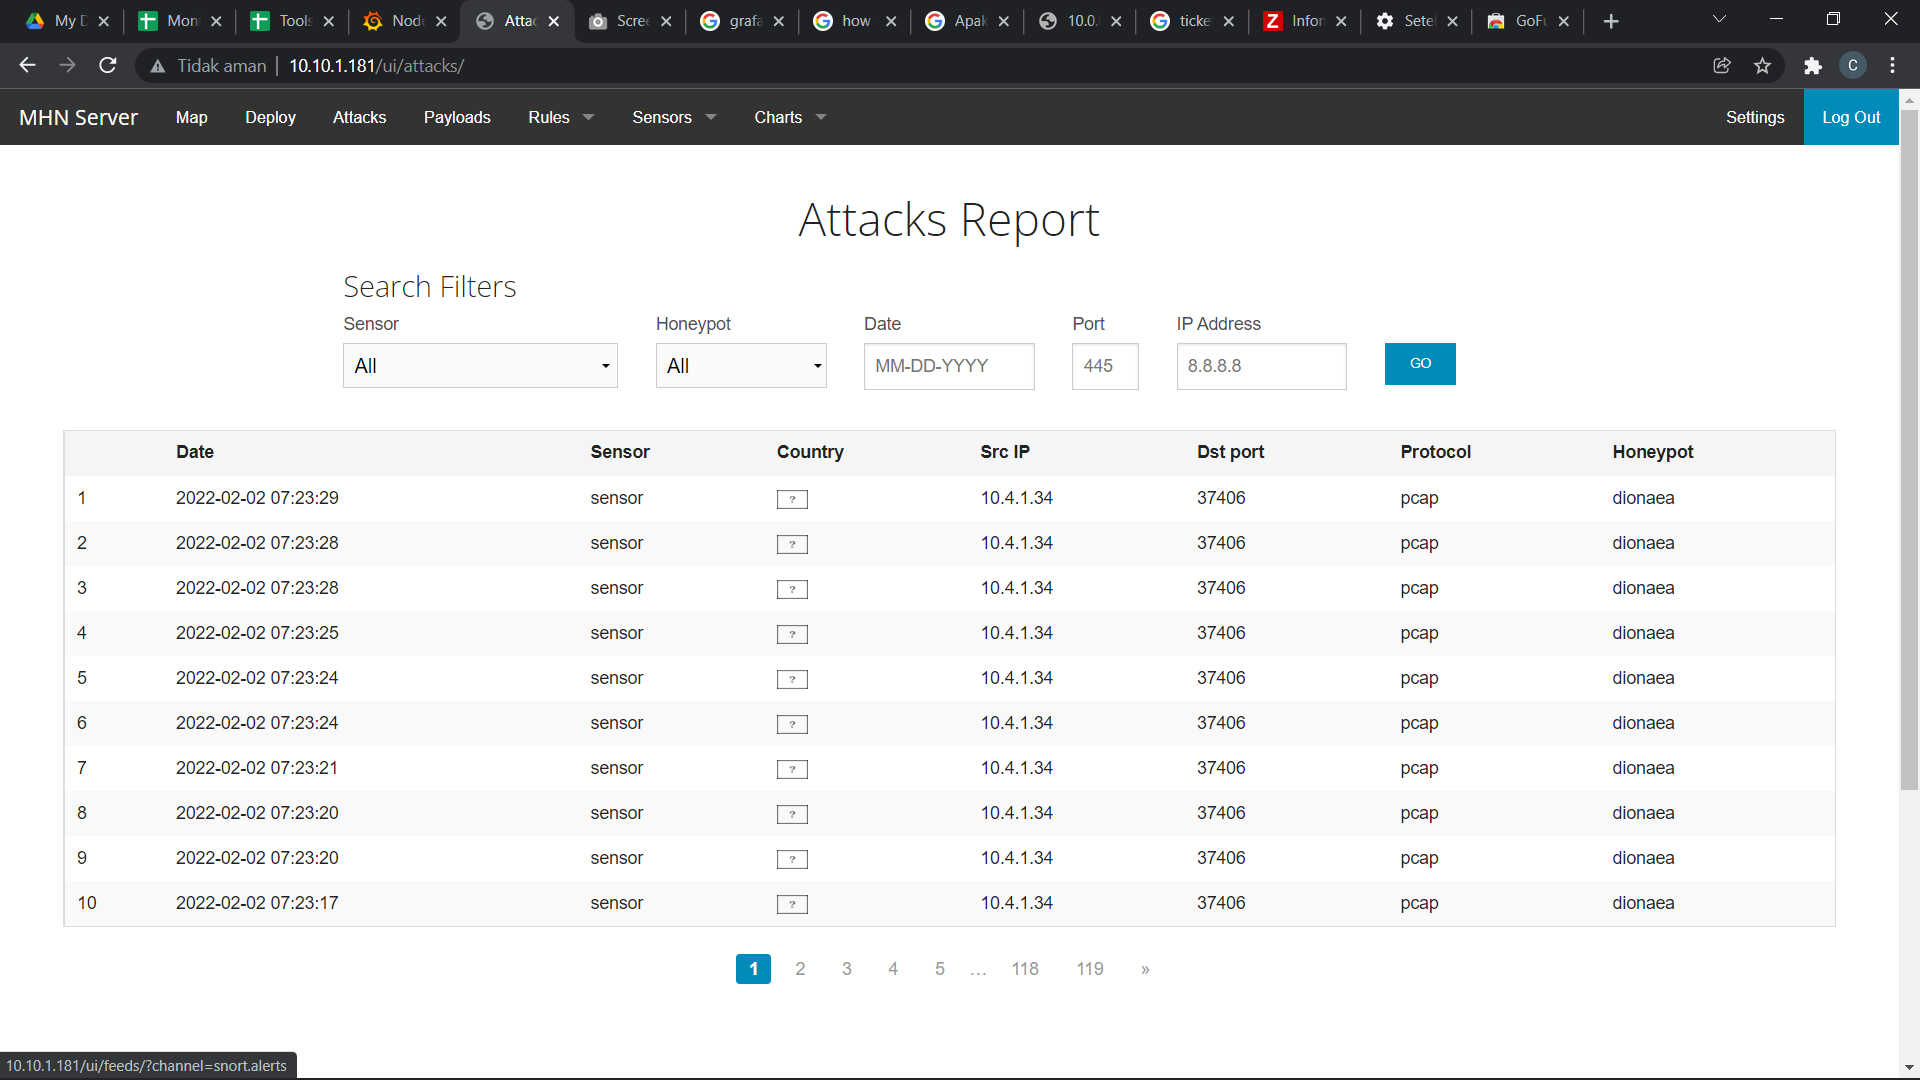 My D Moni Tools Node Attac Scree grafa how Apak 10.0. ticke Infor Setel GoFu
Tidak aman 10.10.1.181/ui/attacks/ C
MHN Server Map Deploy Attacks Payloads Rules Sensors Charts Settings Log Out
Attacks Report
Search Filters
Sensor Honeypot Date Port IP Address
All All MM-DD-YYYY 445 8.8.8.8 GO
Date Sensor Country Src IP Dst port Protocol Honeypot
1 2022-02-02 07:23:29 sensor ? 10.4.1.34 37406 pcap dionaea
2 2022-02-02 07:23:28 sensor ? 10.4.1.34 37406 pcap dionaea
3 2022-02-02 07:23:28 sensor ? 10.4.1.34 37406 pcap dionaea
4 2022-02-02 07:23:25 sensor ? 10.4.1.34 37406 pcap dionaea
5 2022-02-02 07:23:24 sensor ? 10.4.1.34 37406 pcap dionaea
6 2022-02-02 07:23:24 sensor ? 10.4.1.34 37406 pcap dionaea
7 2022-02-02 07:23:21 sensor ? 10.4.1.34 37406 pcap dionaea
8 2022-02-02 07:23:20 sensor ? 10.4.1.34 37406 pcap dionaea
9 2022-02-02 07:23:20 sensor ? 10.4.1.34 37406 pcap dionaea
10 2022-02-02 07:23:17 sensor ? 10.4.1.34 37406 pcap dionaea
1 2 3 4 5 ... 118 119 »
10.10.1.181/ui/feeds/?channel=snort.alerts